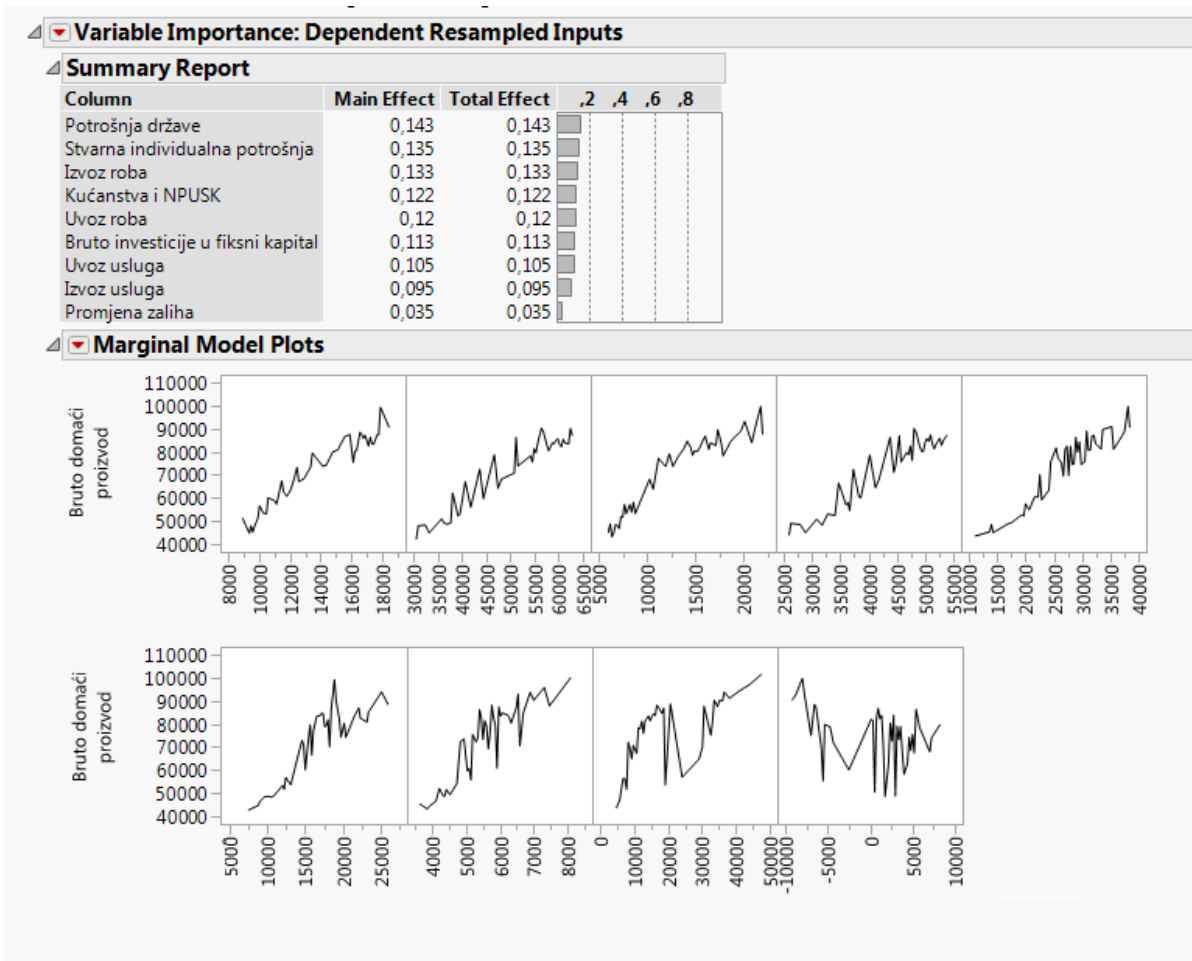 Variable Importance: Dependent Resampled Inputs
Summary Report
Column Main Effect Total Effect ,2 ,4 ,6 ,8
Potrošnja države 0,143 0,143
Stvarna individualna potrošnja 0,135 0,135
Izvoz roba 0,133 0,133
Kućanstva i NPUSK 0,122 0,122
Uvoz roba 0,12 0,12
Bruto investicije u fiksni kapital 0,113 0,113
Uvoz usluga 0,105 0,105
Izvoz usluga 0,095 0,095
Promjena zaliha 0,035 0,035
Marginal Model Plots
Bruto domaći
proizvod
110000
100000
90000
80000
70000
60000
50000
40000
8000 10000 12000 14000 16000 18000 30000 35000 40000 45000 50000 55000 60000 65000 5000 10000 15000 20000 25000 30000 35000 40000 45000 50000 55000 10000 15000 20000 25000 30000 35000 40000
Bruto domaći
proizvod
110000
100000
90000
80000
70000
60000
50000
40000
5000 10000 15000 20000 25000 4000 5000 6000 7000 8000 0 10000 20000 30000 40000 50000 -10000 -5000 0 5000 10000